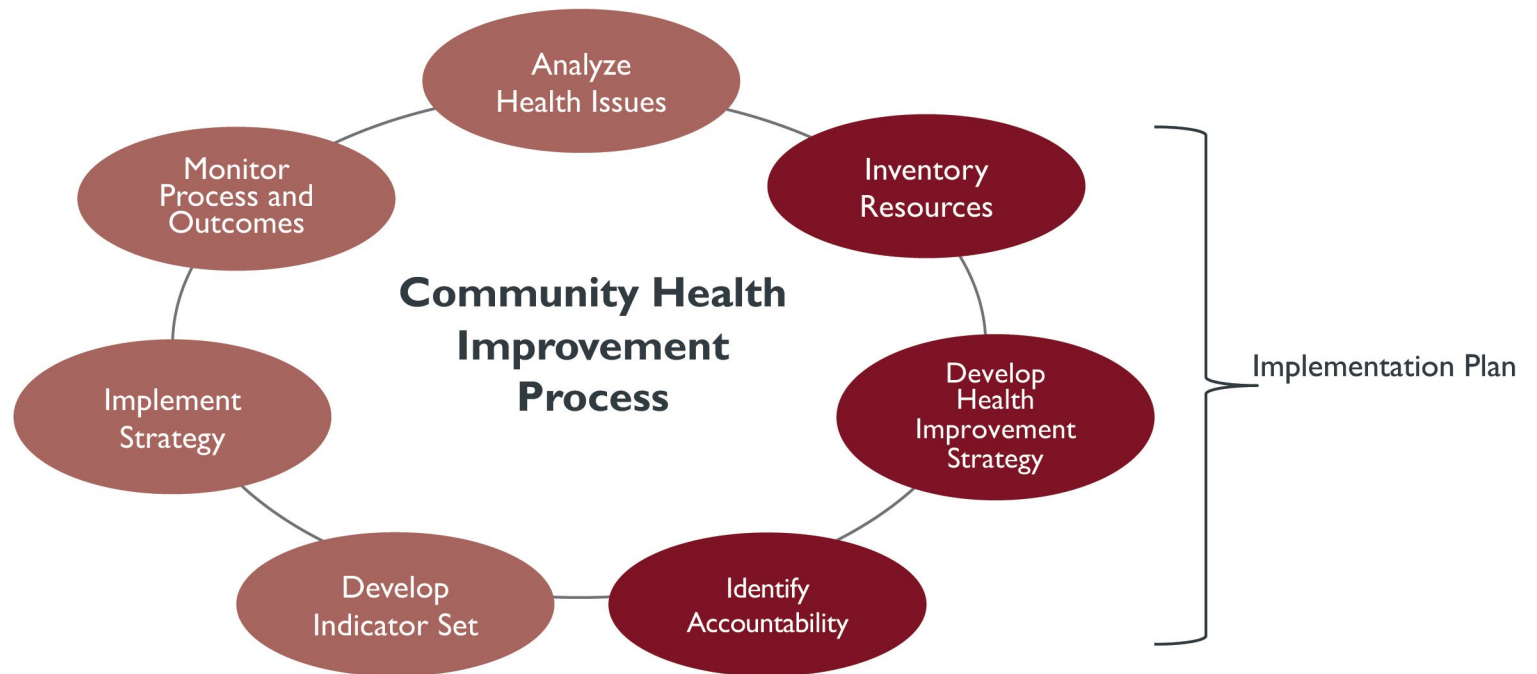 Analyze
Health Issues
Inventory
Resources
Develop
Health
Improvement
Strategy
Identify
Accountability
Develop
Indicator Set
Implement
Strategy
Monitor
Process and
Outcomes
Community Health
Improvement
Process
Implementation Plan